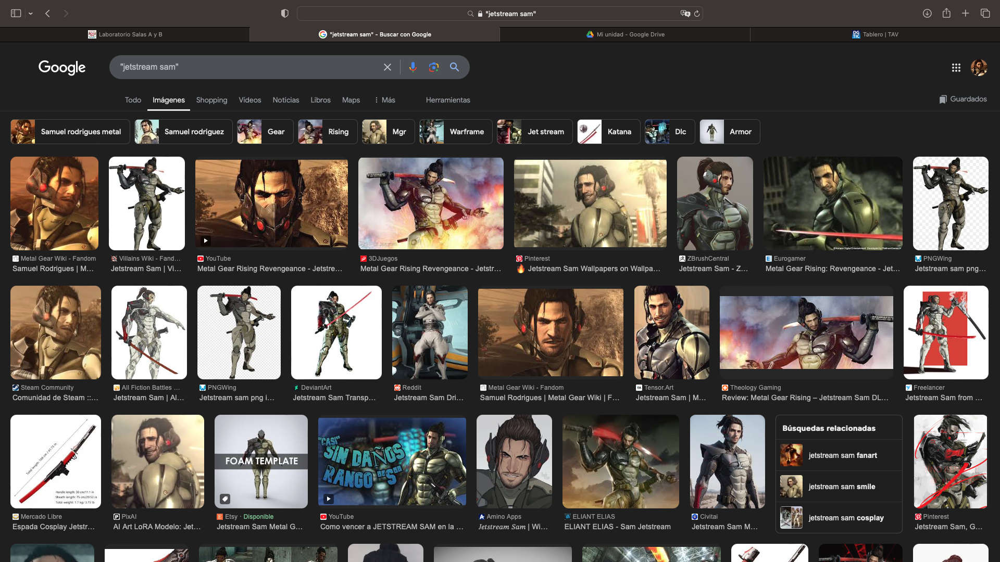 "jetstream sam"
Laboratorio Salas A y B
"jetstream sam" - Buscar con Google
Mi unidad - Google Drive
DG TIC
Tablero | TAV
Google
"jetstream sam"
Todo
Imágenes
Shopping
Vídeos
Noticias
Libros
Maps
Más
Herramientas
Guardados
Samuel rodrigues metal
Samuel rodriguez
Gear
Rising
Mgr
Warframe
Jet stream
Katana
Dlc
Armor
Metal Gear Wiki - Fandom
Samuel Rodrigues | M...
Villains Wiki - Fand...
Jetstream Sam | Vi...
YouTube
Metal Gear Rising Revengeance - Jetstre...
3DJuegos
Metal Gear Rising Revengeance - Jetstr...
Pinterest
🔥 Jetstream Sam Wallpapers on Wallpa...
ZBrushCentral
Jetstream Sam - Z...
Eurogamer
Metal Gear Rising: Revengeance - Jet...
PNGWing
Jetstream sam png...
Steam Community
Comunidad de Steam ::...
All Fiction Battles ...
Jetstream Sam | Al...
PNGWing
Jetstream sam png i...
DeviantArt
Jetstream Sam Transp...
Reddit
Jetstream Sam Dri...
Metal Gear Wiki - Fandom
Samuel Rodrigues | Metal Gear Wiki | F...
Tensor.Art
Jetstream Sam | M...
Theology Gaming
Review: Metal Gear Rising – Jetstream Sam DL...
Freelancer
Jetstream Sam from ...
Total length: 106 cm / 41.73 in
Handle length: 30 cm/11.1 in
Sheath length: 75 cm/29.52 in
Total weight: 1.7 kg/ 3.75 lbs
Mercado Libre
Espada Cosplay Jetstr...
PixAI
AI Art LoRA Modelo: Jet...
FOAM TEMPLATE
Etsy · Disponible
Jetstream Sam Metal G...
"CASI"
SIN DAÑOS
RANGO "S"
YouTube
Como vencer a JETSTREAM SAM en la ...
Amino Apps
Jetstream Sam | Wi...
ELIANT ELIAS
ELIANT ELIAS - Sam Jetstream
Civitai
Jetstream Sam M...
Búsquedas relacionadas
jetstream sam fanart
jetstream sam smile
jetstream sam cosplay
Pinterest
Jetstream Sam, G...